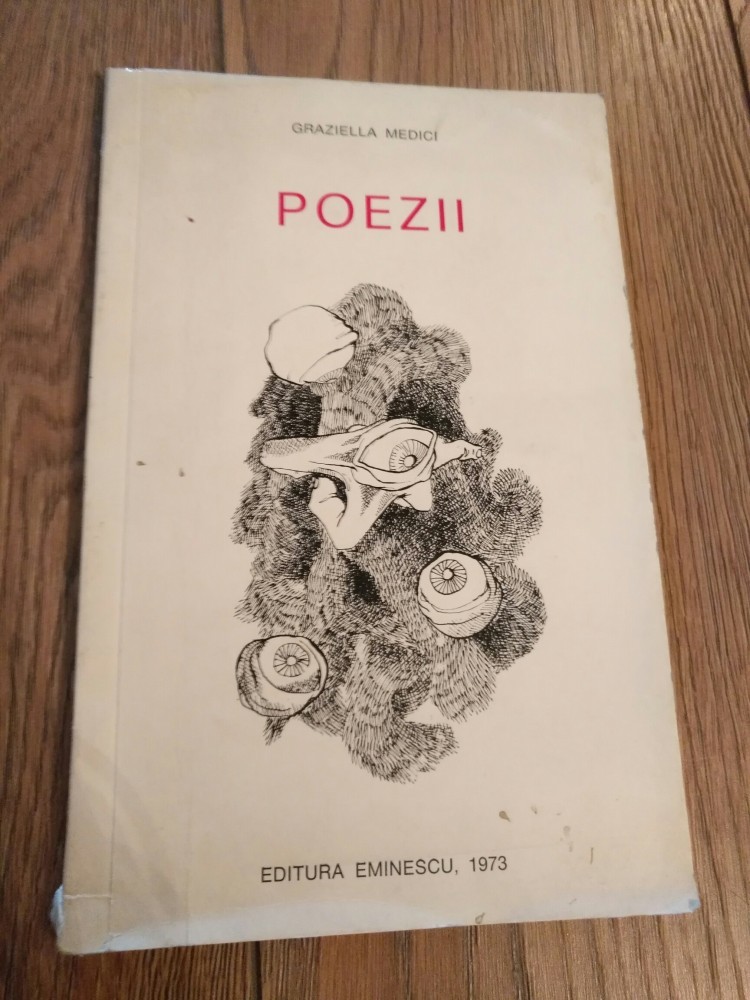 GRAZIELLA MEDICI
POEZII
EDITURA EMINESCU, 1973